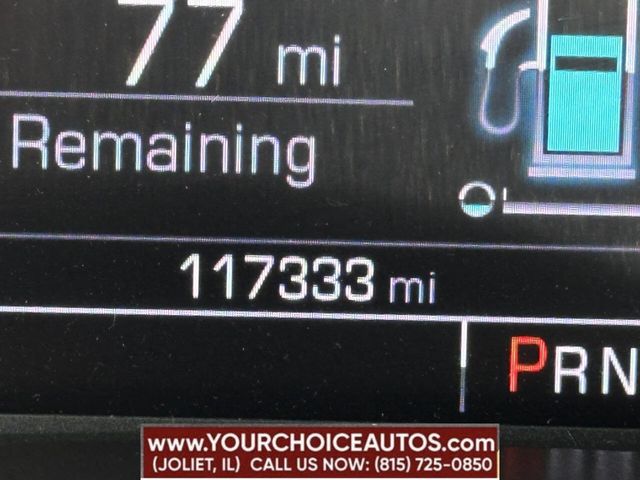 77 mi
Remaining
117333 mi
PRN
www.YOURCHOICEAUTOS.com
(JOLIET, IL) CALL US NOW: (815) 725-0850